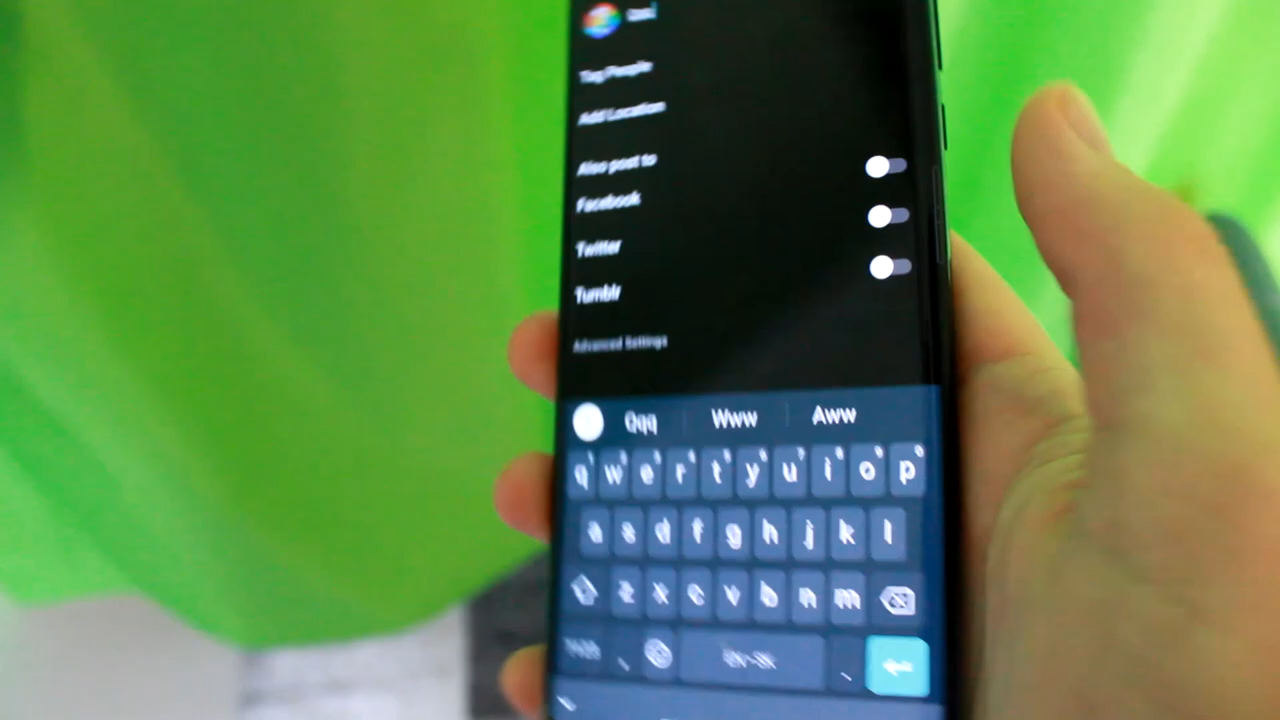 Tag People
Add Location
Also post to
Facebook
Twitter
Tumblr
Advanced Settings
Qqq Www Aww
q w e r t y u i o p
a s d f g h j k l
z x c v b n m